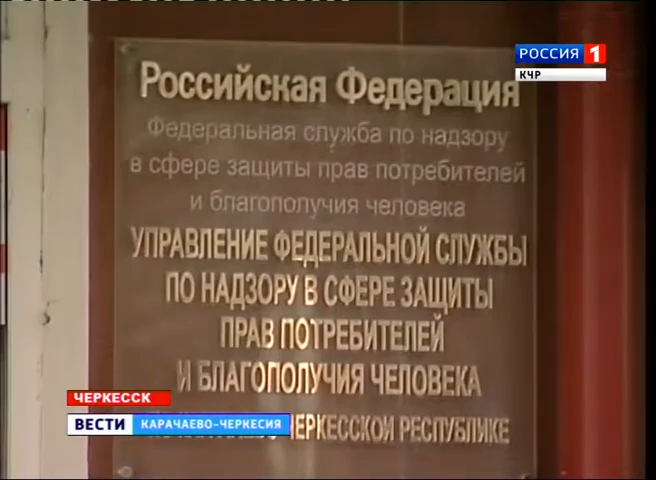 РОССИЯ 1
КЧР
Российская Федерация
Федеральная служба по надзору
в сфере защиты прав потребителей
и благополучия человека
УПРАВЛЕНИЕ ФЕДЕРАЛЬНОЙ СЛУЖБЫ
ПО НАДЗОРУ В СФЕРЕ ЗАЩИТЫ
ПРАВ ПОТРЕБИТЕЛЕЙ
И БЛАГОПОЛУЧИЯ ЧЕЛОВЕКА
ЧЕРКЕССКОЙ РЕСПУБЛИКЕ
ЧЕРКЕССК
ВЕСТИ КАРАЧАЕВО-ЧЕРКЕСИЯ